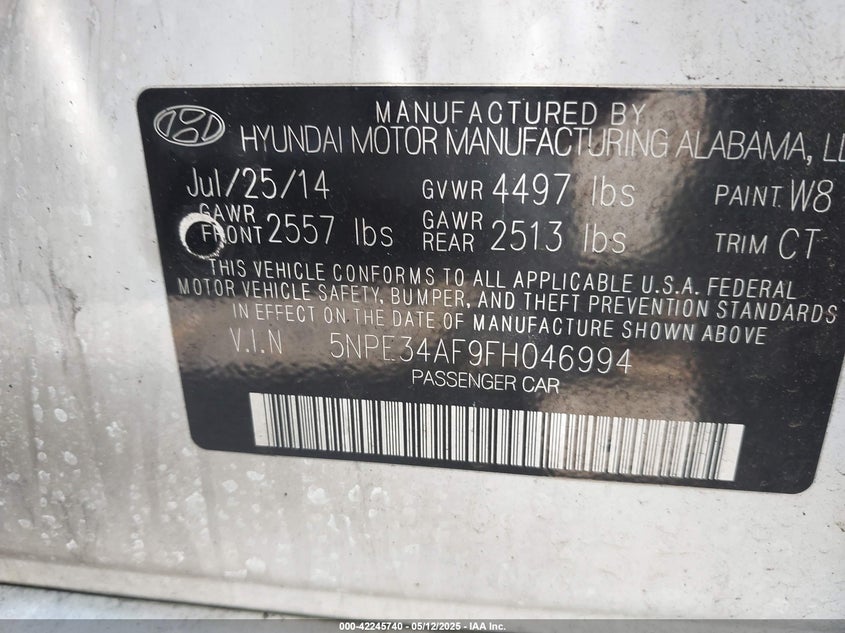 MANUFACTURED BY
HYUNDAI MOTOR MANUFACTURING ALABAMA, LL
Jul/25/14 GVWR 4497 lbs PAINT W8
GAWR FRONT 2557 lbs GAWR REAR 2513 lbs TRIM CT
THIS VEHICLE CONFORMS TO ALL APPLICABLE U.S.A. FEDERAL
MOTOR VEHICLE SAFETY, BUMPER, AND THEFT PREVENTION STANDARDS
IN EFFECT ON THE DATE OF MANUFACTURE SHOWN ABOVE
V.I.N 5NPE34AF9FH046994
PASSENGER CAR
000-42245740 - 05/12/2025 - IAA Inc.